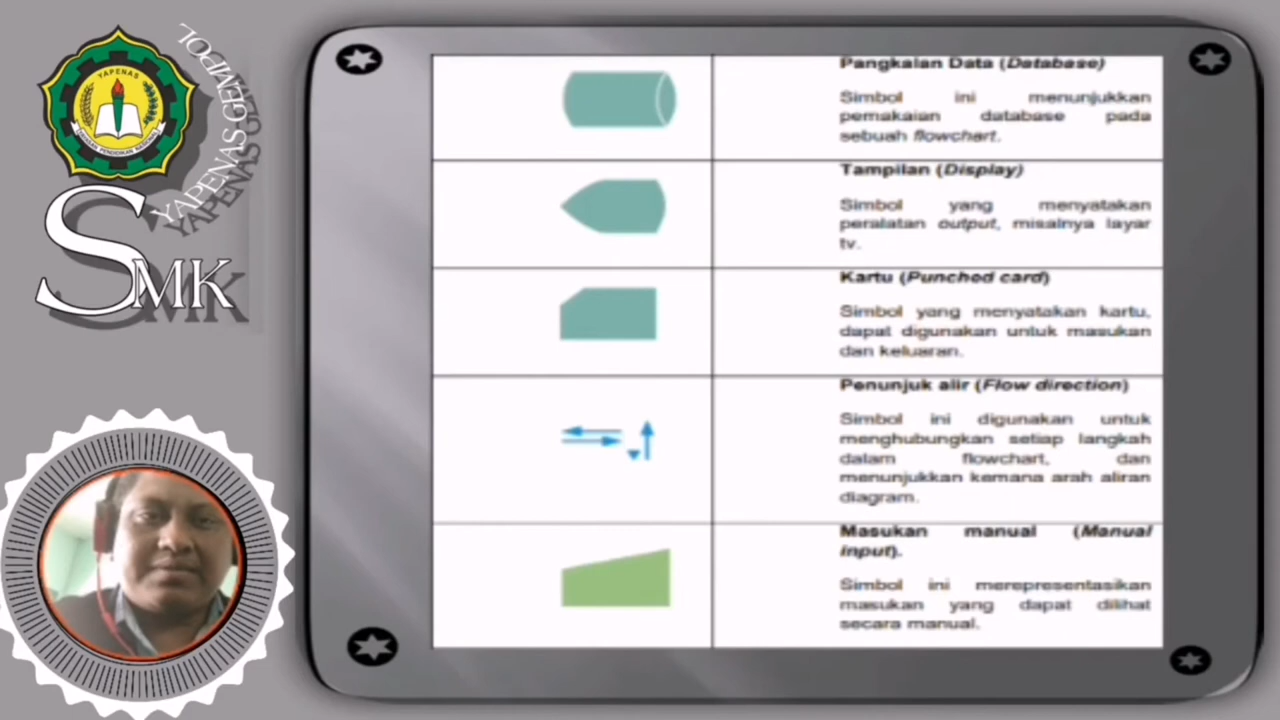 YAPENAS
YAYASAN PENDIDIKAN NASIONAL
YAPENAS GEMPOL
SMK
Pangkalan Data (Database)
Simbol ini menunjukkan
pemakaian database pada
sebuah flowchart.
Tampilan (Display)
Simbol yang menyatakan
peralatan output, misalnya layar
tv.
Kartu (Punched card)
Simbol yang menyatakan kartu,
dapat digunakan untuk masukan
dan keluaran.
Penunjuk alir (Flow direction)
Simbol ini digunakan untuk
menghubungkan setiap langkah
dalam flowchart, dan
menunjukkan kemana arah aliran
diagram.
Masukan manual (Manual
input).
Simbol ini merepresentasikan
masukan yang dapat dilihat
secara manual.